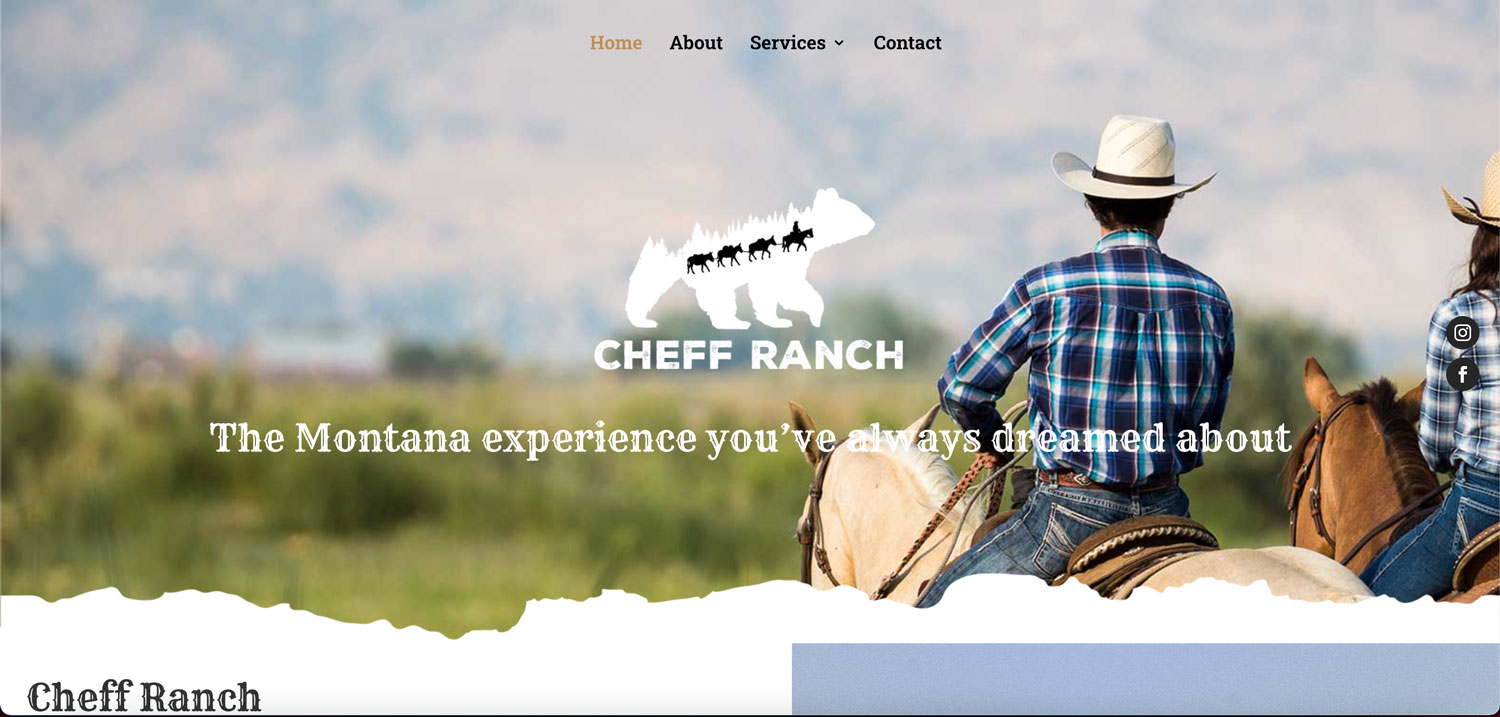 Home About Services Contact
CHEFF RANCH
The Montana experience you’ve always dreamed about
Cheff Ranch